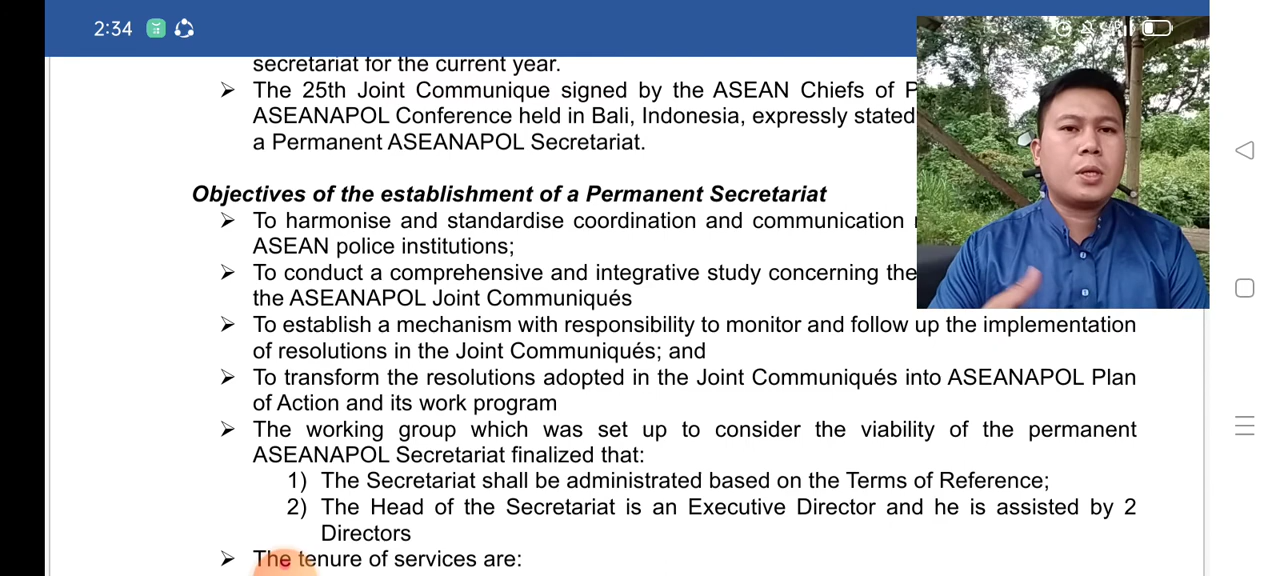 2:34
secretariat for the current year.
➢ The 25th Joint Communique signed by the ASEAN Chiefs of
ASEANAPOL Conference held in Bali, Indonesia, expressly stated
a Permanent ASEANAPOL Secretariat.
Objectives of the establishment of a Permanent Secretariat
➢ To harmonise and standardise coordination and communication
ASEAN police institutions;
➢ To conduct a comprehensive and integrative study concerning the
the ASEANAPOL Joint Communiqués
➢ To establish a mechanism with responsibility to monitor and follow up the implementation
of resolutions in the Joint Communiqués; and
➢ To transform the resolutions adopted in the Joint Communiqués into ASEANAPOL Plan
of Action and its work program
➢ The working group which was set up to consider the viability of the permanent
ASEANAPOL Secretariat finalized that:
1) The Secretariat shall be administrated based on the Terms of Reference;
2) The Head of the Secretariat is an Executive Director and he is assisted by 2
Directors
➢ The tenure of services are: